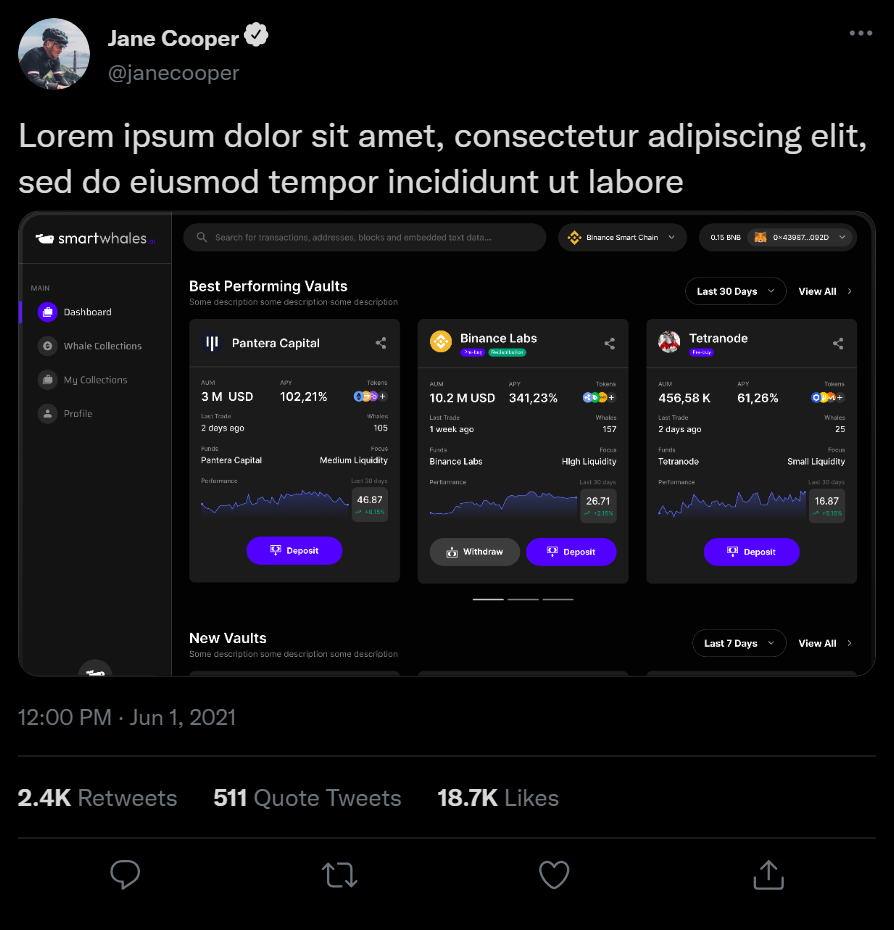 Jane Cooper
@janecooper
Lorem ipsum dolor sit amet, consectetur adipiscing elit,
sed do eiusmod tempor incididunt ut labore
smartwhales
Search for transactions, addresses, blocks and embedded text data...
Binance Smart Chain
0.15 BNB
0x43987...092D
MAIN
Dashboard
Whale Collections
My Collections
Profile
Best Performing Vaults
Some description some description some description
Last 30 Days
View All
Pantera Capital
AUM APY Tokens
3 M USD 102,21% +
Last Trade Whales
2 days ago 105
Funds Focus
Pantera Capital Medium Liquidity
Performance Last 30 days
46.87
+0.15%
Deposit
Binance Labs
Pre-buy Redistribution
AUM APY Tokens
10.2 M USD 341,23% +
Last Trade Whales
1 week ago 157
Funds Focus
Binance Labs HIgh Liquidity
Performance Last 30 days
26.71
+2.15%
Withdraw
Deposit
Tetranode
Pre-buy
AUM APY Tokens
456,58 K 61,26% +
Last Trade Whales
2 days ago 25
Funds Focus
Tetranode Small Liquidity
Performance Last 30 days
16.87
Deposit
New Vaults
Some description some description some description
Last 7 Days
View All
12:00 PM · Jun 1, 2021
2.4K Retweets 511 Quote Tweets 18.7K Likes